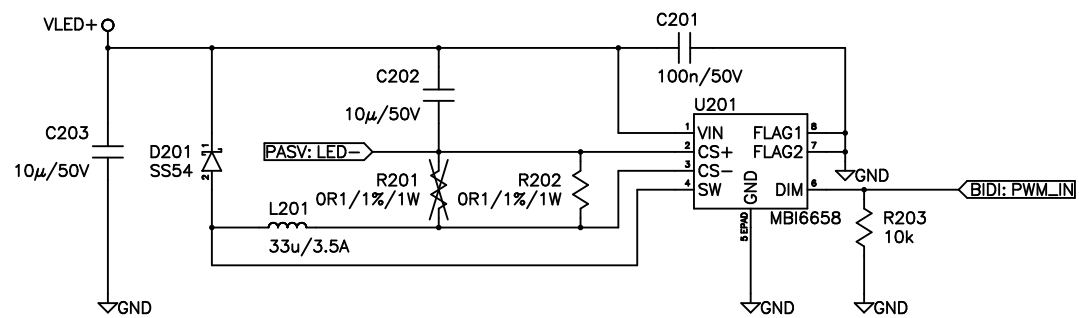 VLED+
C201
100n/50V
C202
10µ/50V
U201
C203
10µ/50V
D201
SS54
1
2
PASV: LED-
R201
0R1/1%/1W
R202
0R1/1%/1W
1
2
3
4
VIN
CS+
CS-
SW
FLAG1
FLAG2
GND
DIM
8
7
6
5 EPAD
MBI6658
GND
BIDI: PWM_IN
L201
33u/3.5A
R203
10k
GND
GND
GND